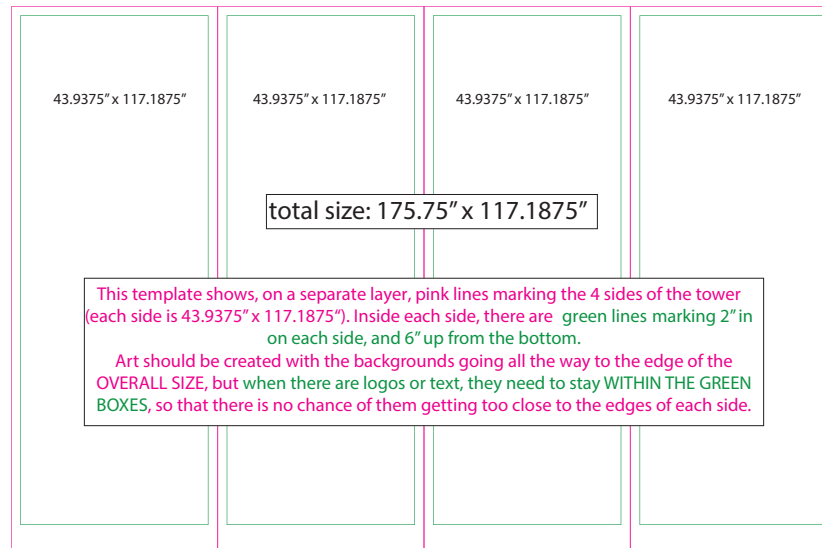 43.9375” x 117.1875” 43.9375” x 117.1875” 43.9375” x 117.1875” 43.9375” x 117.1875”
total size: 175.75” x 117.1875”
This template shows, on a separate layer, pink lines marking the 4 sides of the tower
(each side is 43.9375” x 117.1875“). Inside each side, there are green lines marking 2” in
on each side, and 6” up from the bottom.
Art should be created with the backgrounds going all the way to the edge of the
OVERALL SIZE, but when there are logos or text, they need to stay WITHIN THE GREEN
BOXES, so that there is no chance of them getting too close to the edges of each side.